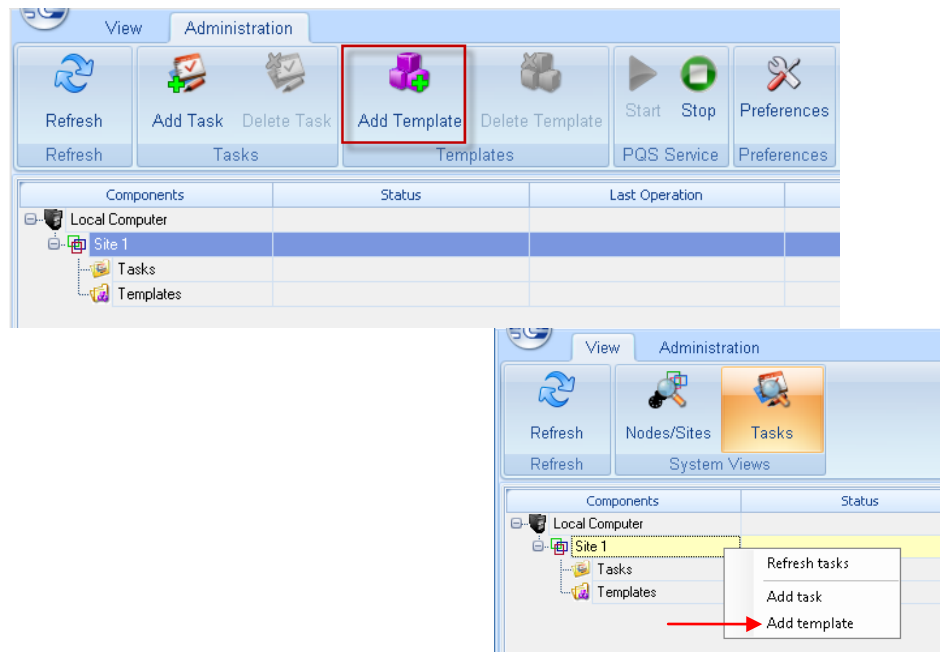 View Administration
Refresh Add Task Delete Task Add Template Delete Template Start Stop Preferences
Refresh Tasks Templates PQS Service Preferences
Components Status Last Operation
Local Computer
Site 1
Tasks
Templates
View Administration
Refresh Nodes/Sites Tasks
Refresh System Views
Components Status
Local Computer
Site 1
Refresh tasks
Tasks
Templates
Add task
Add template